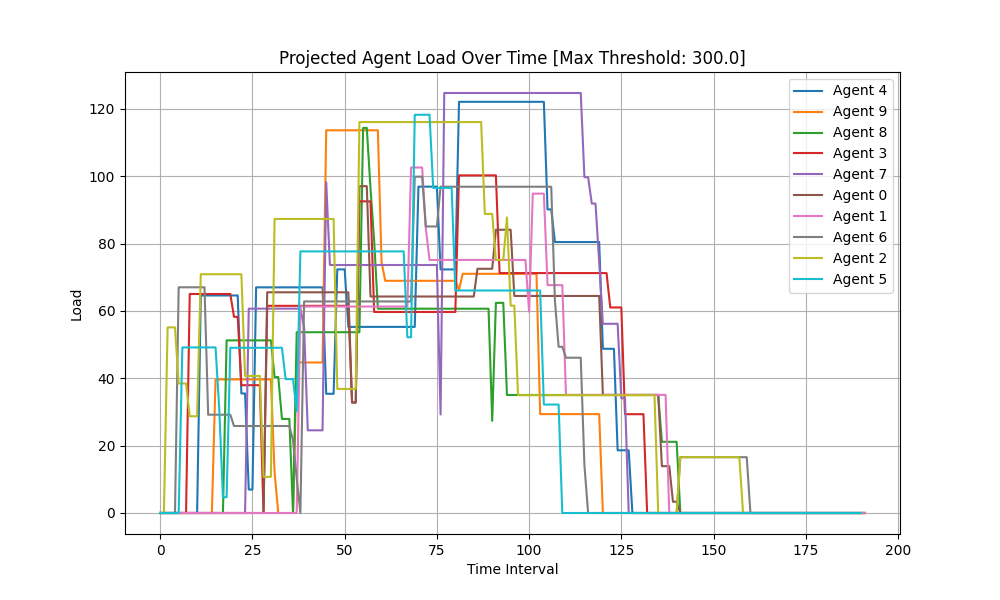 Projected Agent Load Over Time [Max Threshold: 300.0]
Load
120
100
80
60
40
20
0
0 25 50 75 100 125 150 175 200
Time Interval
Agent 4
Agent 9
Agent 8
Agent 3
Agent 7
Agent 0
Agent 1
Agent 6
Agent 2
Agent 5